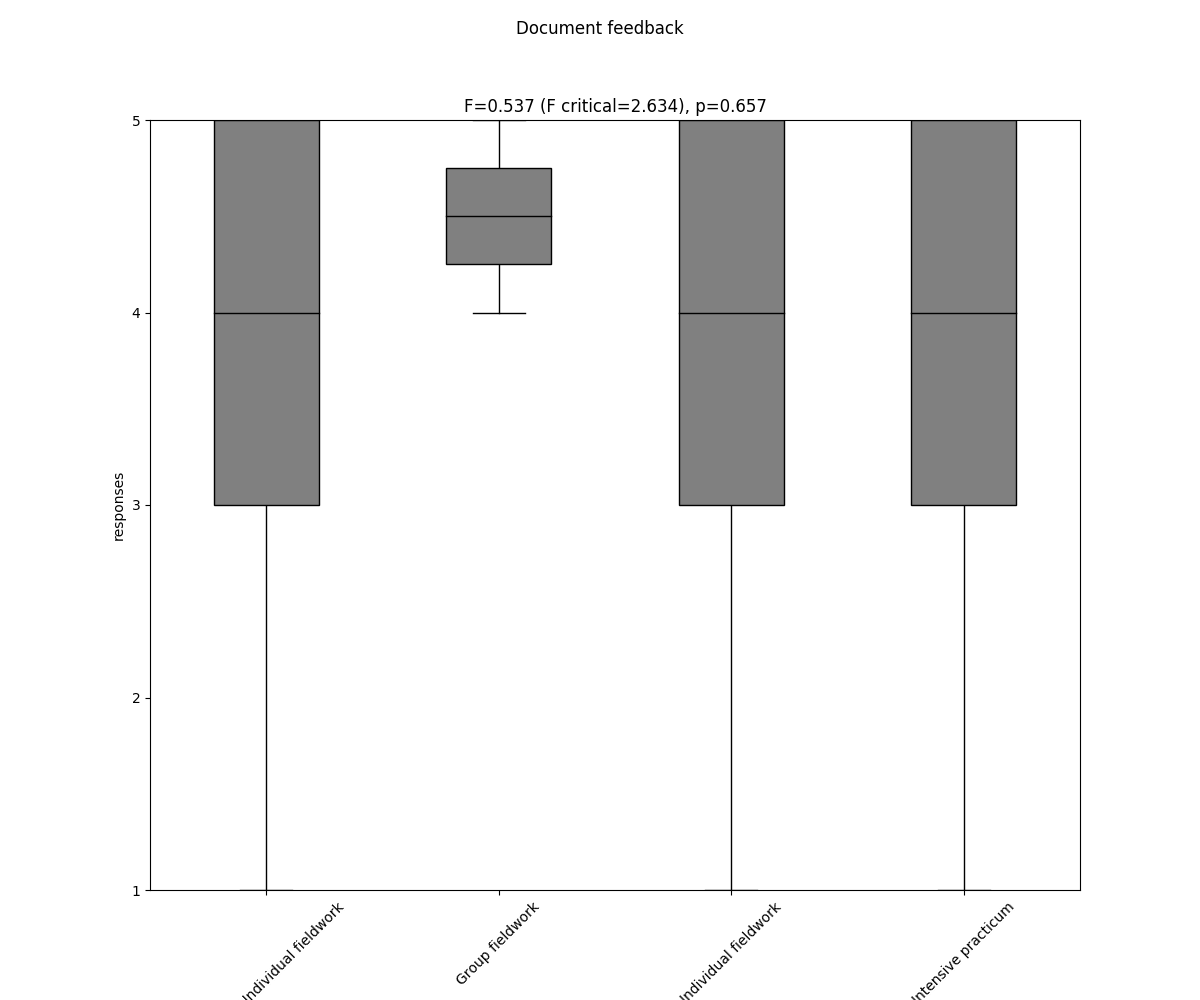 Document feedback
F=0.537 (F critical=2.634), p=0.657
responses
5
4
3
2
1
Individual fieldwork
Group fieldwork
Individual fieldwork
Intensive practicum